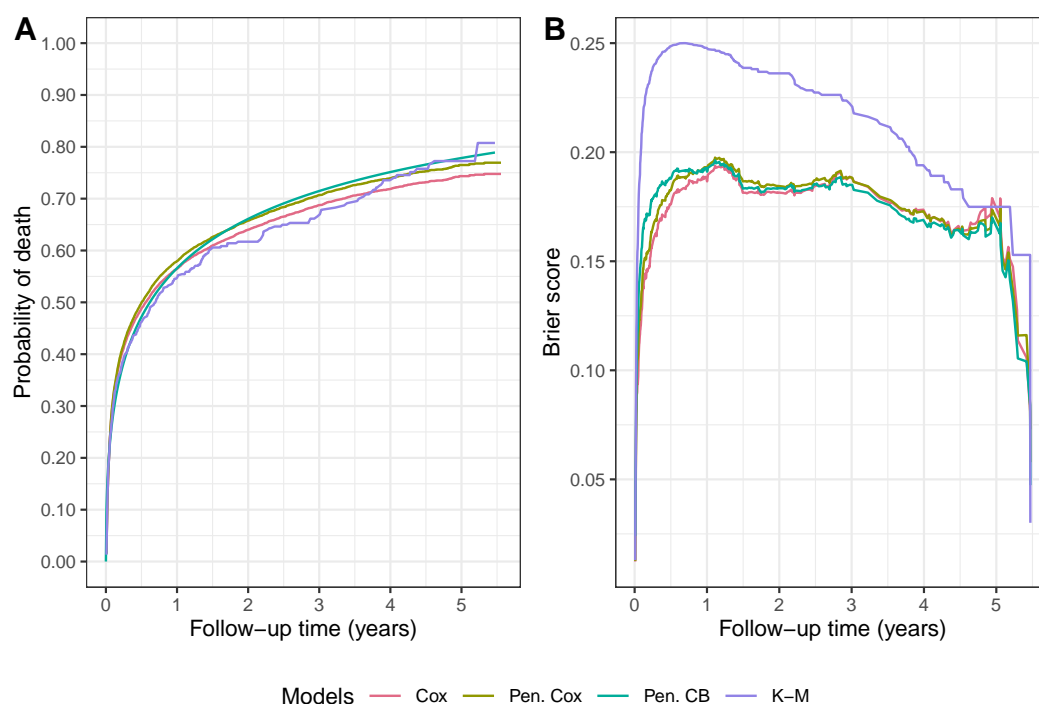 A
1.00
0.90
0.80
0.70
0.60
0.50
0.40
0.30
0.20
0.10
0.00
Probability of death
0 1 2 3 4 5
Follow−up time (years)
B
0.25
0.20
0.15
0.10
0.05
Brier score
0 1 2 3 4 5
Follow−up time (years)
Models Cox Pen. Cox Pen. CB K−M